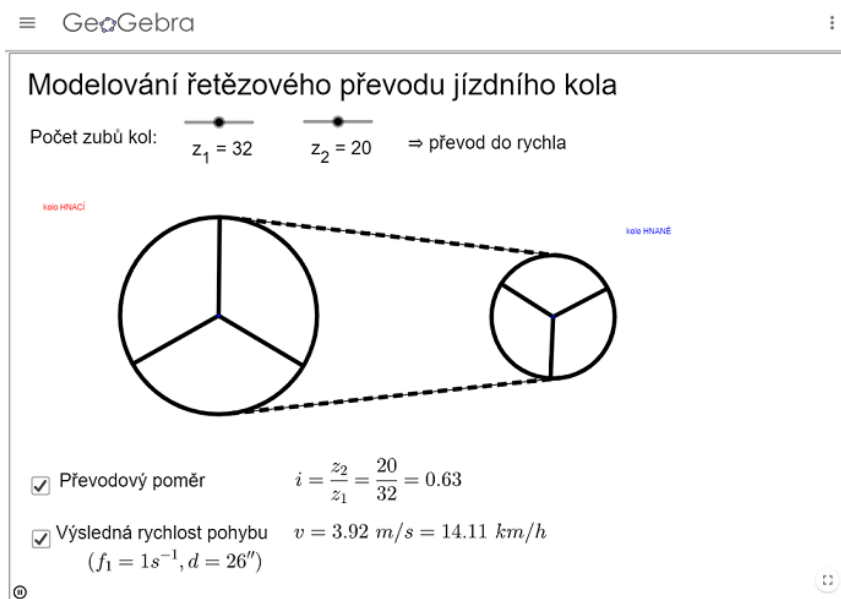 GeoGebra
Modelování řetězového převodu jízdního kola
Počet zubů kol: z₁ = 32 z₂ = 20 ⇒ převod do rychla
kolo HNACÍ
kolo HNANÉ
Převodový poměr i = z₂/z₁ = 20/32 = 0.63
Výsledná rychlost pohybu v = 3.92 m/s = 14.11 km/h
(f₁ = 1s⁻¹, d = 26″)